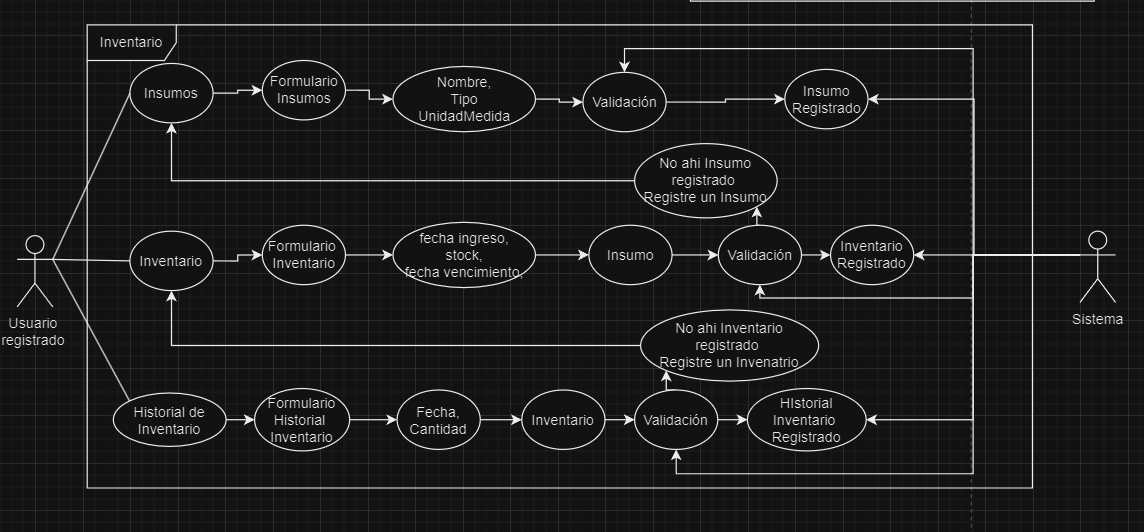 Inventario
Insumos
Formulario
Insumos
Nombre,
Tipo
UnidadMedida
Validación
Insumo
Registrado
No ahi Insumo
registrado
Registre un Insumo
Usuario
registrado
Inventario
Formulario
Inventario
fecha ingreso,
stock,
fecha vencimiento,
Insumo
Validación
Inventario
Registrado
Sistema
No ahi Inventario
registrado
Registre un Invenatrio
Historial de
Inventario
Formulario
Historial
Inventario
Fecha,
Cantidad
Inventario
Validación
HIstorial
Inventario
Registrado